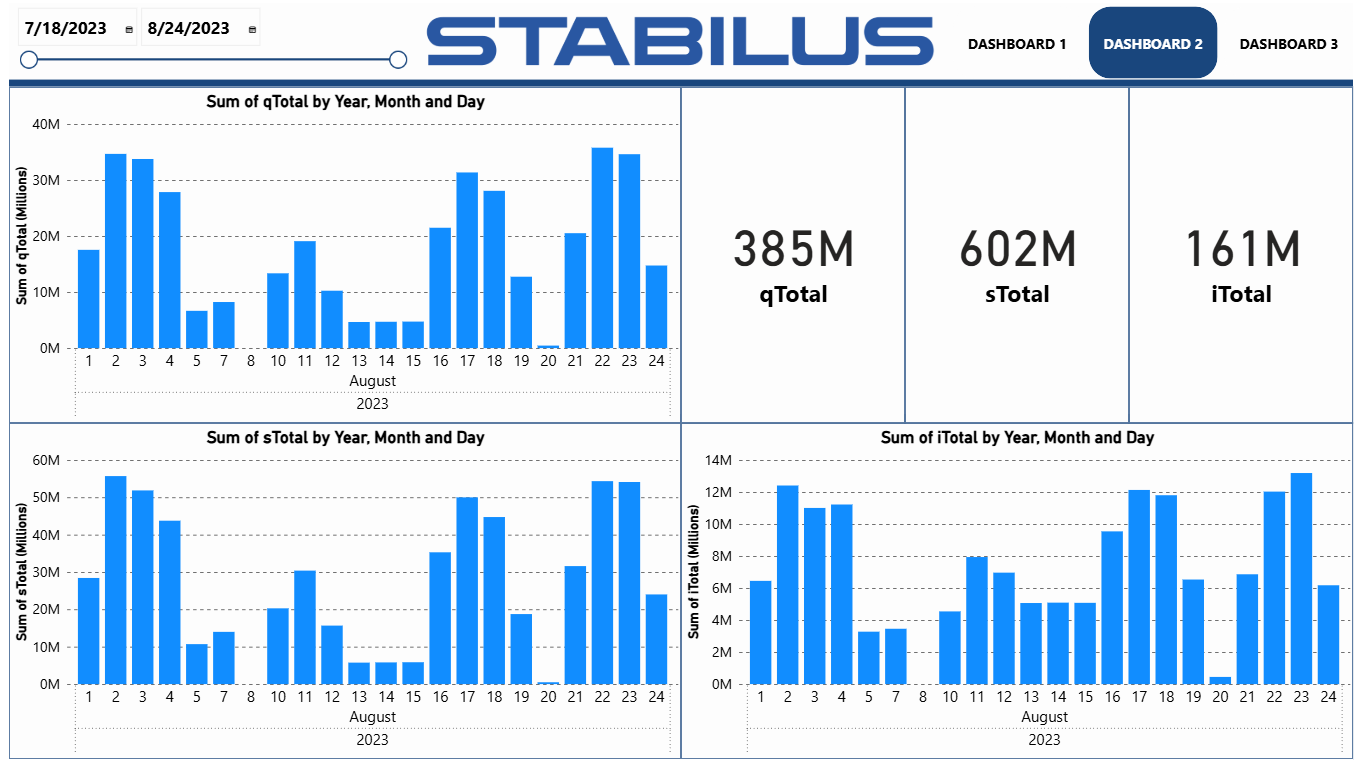 7/18/2023 8/24/2023 STABILUS DASHBOARD 1 DASHBOARD 2 DASHBOARD 3
Sum of qTotal by Year, Month and Day
Sum of qTotal (Millions)
40M
30M
20M
10M
0M
1 2 3 4 5 7 8 10 11 12 13 14 15 16 17 18 19 20 21 22 23 24
August
2023
385M
qTotal
602M
sTotal
161M
iTotal
Sum of sTotal by Year, Month and Day
Sum of sTotal (Millions)
60M
50M
40M
30M
20M
10M
0M
1 2 3 4 5 7 8 10 11 12 13 14 15 16 17 18 19 20 21 22 23 24
August
2023
Sum of iTotal by Year, Month and Day
Sum of iTotal (Millions)
14M
12M
10M
8M
6M
4M
2M
0M
1 2 3 4 5 7 8 10 11 12 13 14 15 16 17 18 19 20 21 22 23 24
August
2023